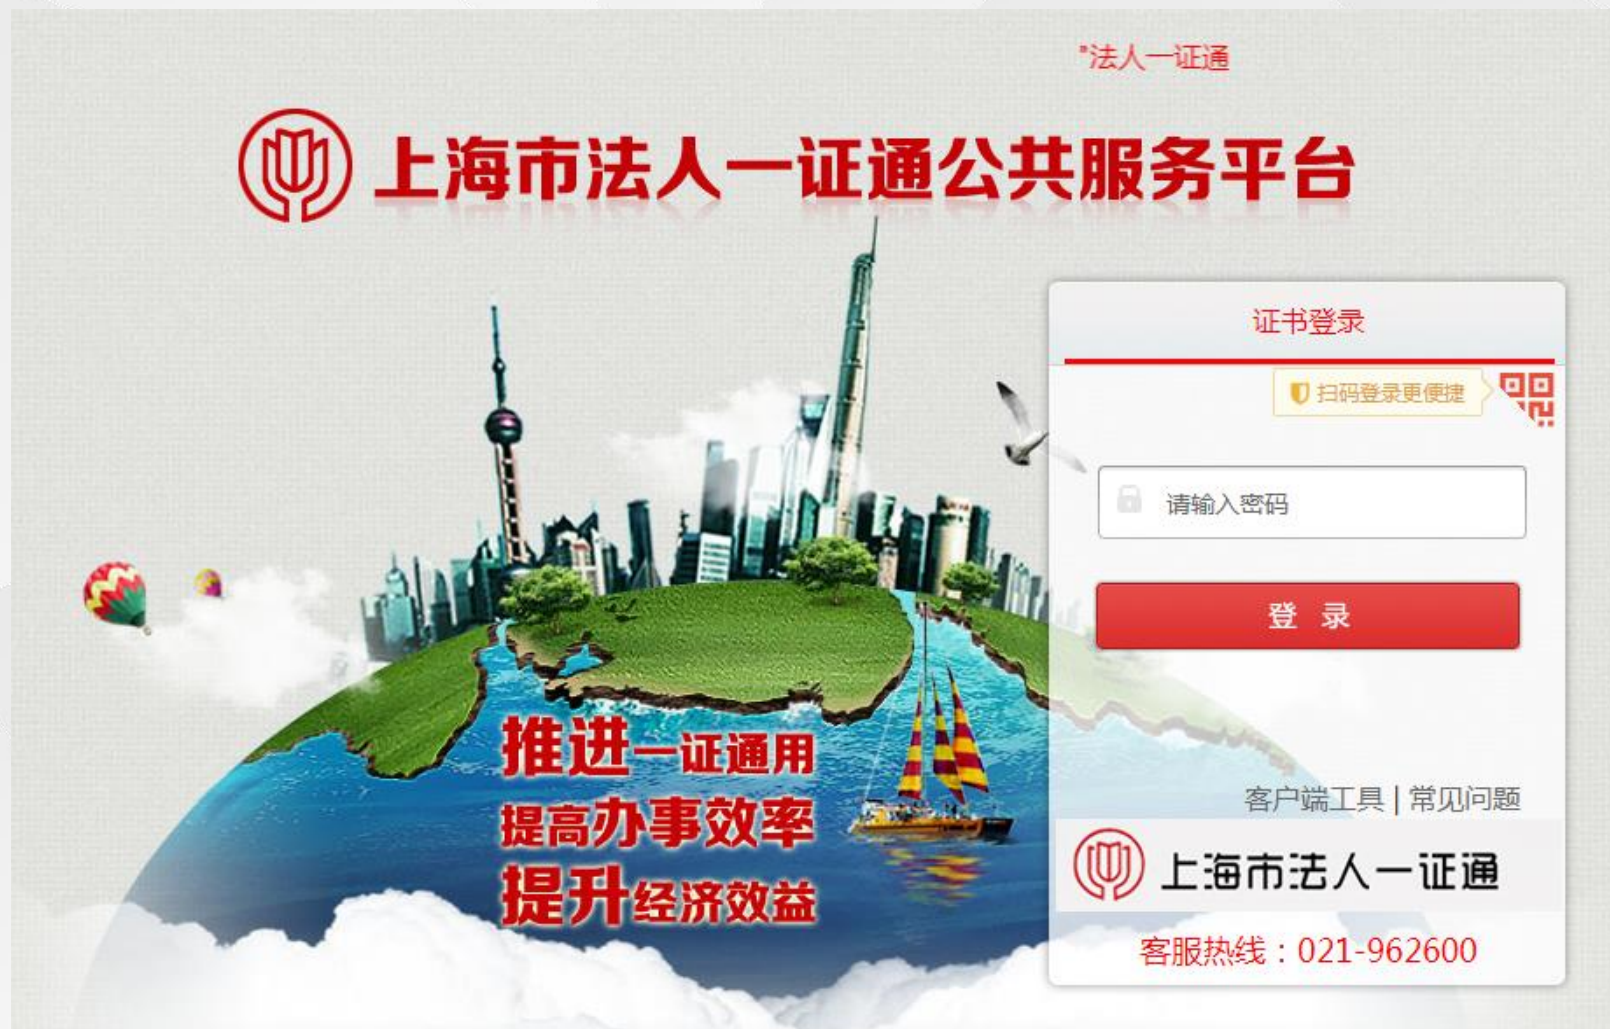 "法人一证通
上海市法人一证通公共服务平台
证书登录
扫码登录更便捷
请输入密码
登 录
推进一证通用
提高办事效率
提升经济效益
客户端工具 | 常见问题
上海市法人一证通
客服热线：021-962600